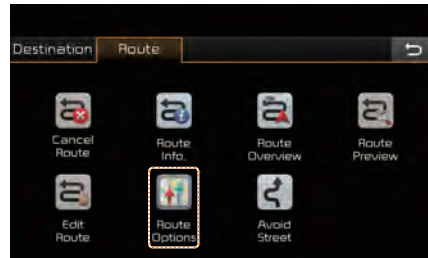 Destination Route
Cancel Route
Route Info.
Route Overview
Route Preview
Edit Route
Route Options
Avoid Street